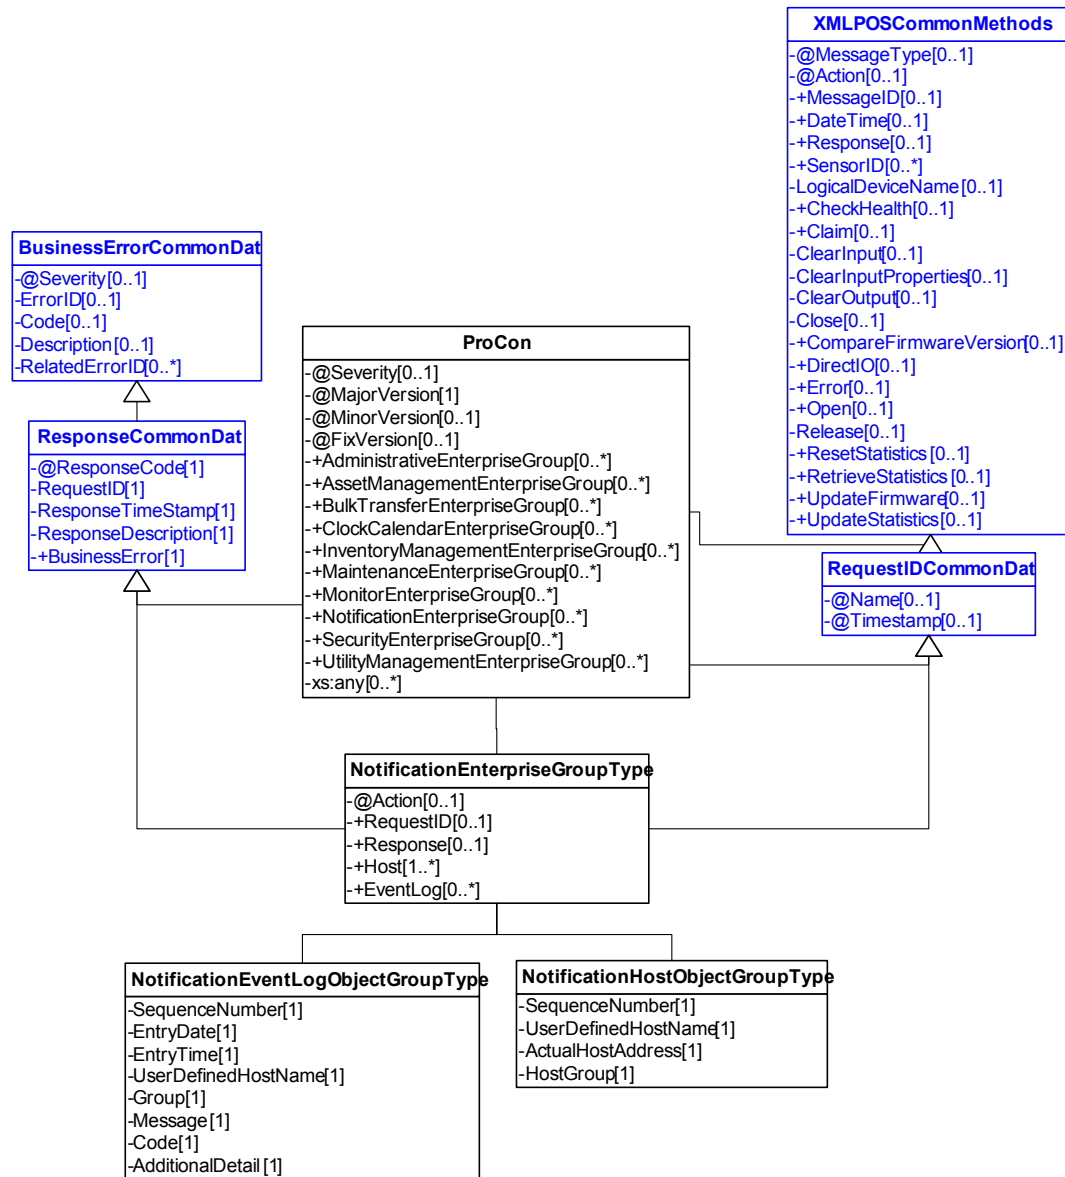 XMLPOSCommonMethods
-@MessageType[0..1]
-@Action[0..1]
-+MessageID[0..1]
-+DateTime[0..1]
-+Response[0..1]
-+SensorID[0..*]
-LogicalDeviceName[0..1]
-+CheckHealth[0..1]
-+Claim[0..1]
-ClearInput[0..1]
-ClearInputProperties[0..1]
-ClearOutput[0..1]
-Close[0..1]
-+CompareFirmwareVersion[0..1]
-+DirectIO[0..1]
-+Error[0..1]
-+Open[0..1]
-Release[0..1]
-+ResetStatistics[0..1]
-+RetrieveStatistics[0..1]
-+UpdateFirmware[0..1]
-+UpdateStatistics[0..1]
BusinessErrorCommonDat
-@Severity[0..1]
-ErrorID[0..1]
-Code[0..1]
-Description[0..1]
-RelatedErrorID[0..*]
ResponseCommonDat
-@ResponseCode[1]
-RequestID[1]
-ResponseTimeStamp[1]
-ResponseDescription[1]
-+BusinessError[1]
ProCon
-@Severity[0..1]
-@MajorVersion[1]
-@MinorVersion[0..1]
-@FixVersion[0..1]
-+AdministrativeEnterpriseGroup[0..*]
-+AssetManagementEnterpriseGroup[0..*]
-+BulkTransferEnterpriseGroup[0..*]
-+ClockCalendarEnterpriseGroup[0..*]
-+InventoryManagementEnterpriseGroup[0..*]
-+MaintenanceEnterpriseGroup[0..*]
-+MonitorEnterpriseGroup[0..*]
-+NotificationEnterpriseGroup[0..*]
-+SecurityEnterpriseGroup[0..*]
-+UtilityManagementEnterpriseGroup[0..*]
-xs:any[0..*]
RequestIDCommonDat
-@Name[0..1]
-@Timestamp[0..1]
NotificationEnterpriseGroupType
-@Action[0..1]
-+RequestID[0..1]
-+Response[0..1]
-+Host[1..*]
-+EventLog[0..*]
NotificationEventLogObjectGroupType
-SequenceNumber[1]
-EntryDate[1]
-EntryTime[1]
-UserDefinedHostName[1]
-Group[1]
-Message[1]
-Code[1]
-AdditionalDetail[1]
NotificationHostObjectGroupType
-SequenceNumber[1]
-UserDefinedHostName[1]
-ActualHostAddress[1]
-HostGroup[1]